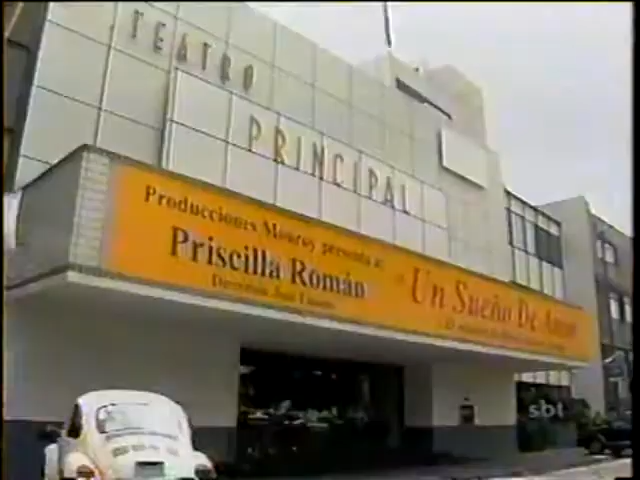 TEATRO
PRINCIPAL
Producciones Monroy presenta a:
Priscilla Román
Un Sueño De Amor
sbt